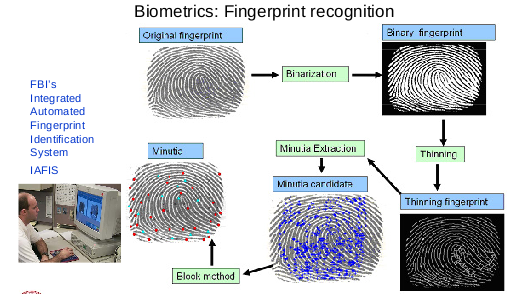 Biometrics: Fingerprint recognition
Original fingerprint
Binary fingerprint
Binarization
FBI's
Integrated
Automated
Fingerprint
Identification
System
IAFIS
Minutia Extraction
Thinning
Minutic
Minutia candidate
Thinning fingerprint
Block method